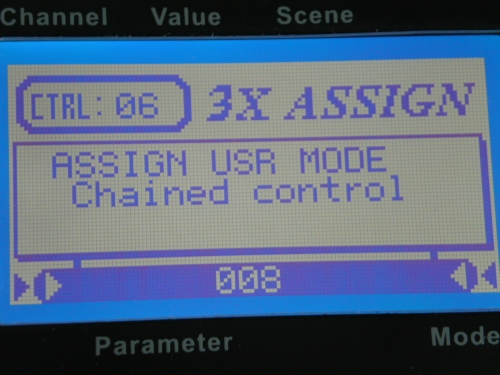 Channel Value Scene
CTRL: 06 3X ASSIGN
ASSIGN USR MODE
Chained control
008
Parameter Mode